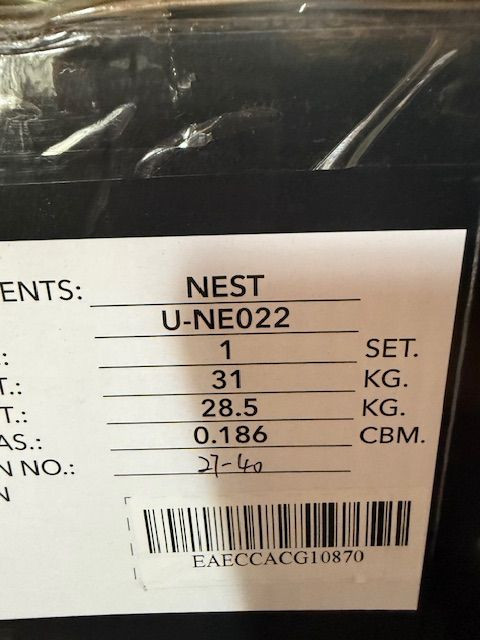 ENTS: NEST
U-NE022
: 1 SET.
T.: 31 KG.
T.: 28.5 KG.
AS.: 0.186 CBM.
N NO.: 27-40
N
EAECCACG10870